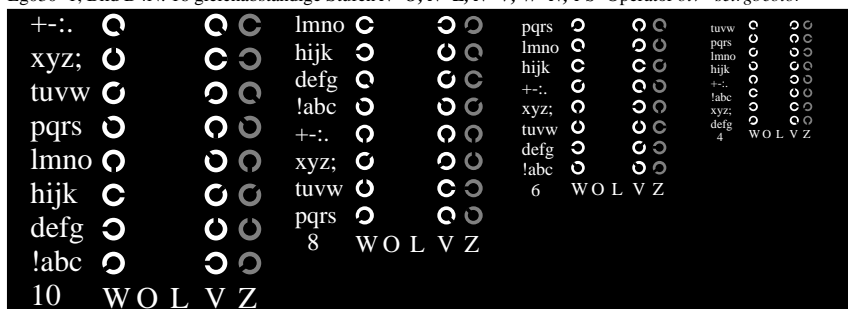 +-:.
xyz;
tuvw
pqrs
lmno
hijk
defg
!abc
10 W O L V Z
lmno
hijk
defg
!abc
+-:.
xyz;
tuvw
pqrs
8 W O L V Z
pqrs
lmno
hijk
+-:.
xyz;
tuvw
defg
!abc
6 W O L V Z
tuvw
pqrs
lmno
hijk
+-:.
!abc
xyz;
defg
4 W O L V Z